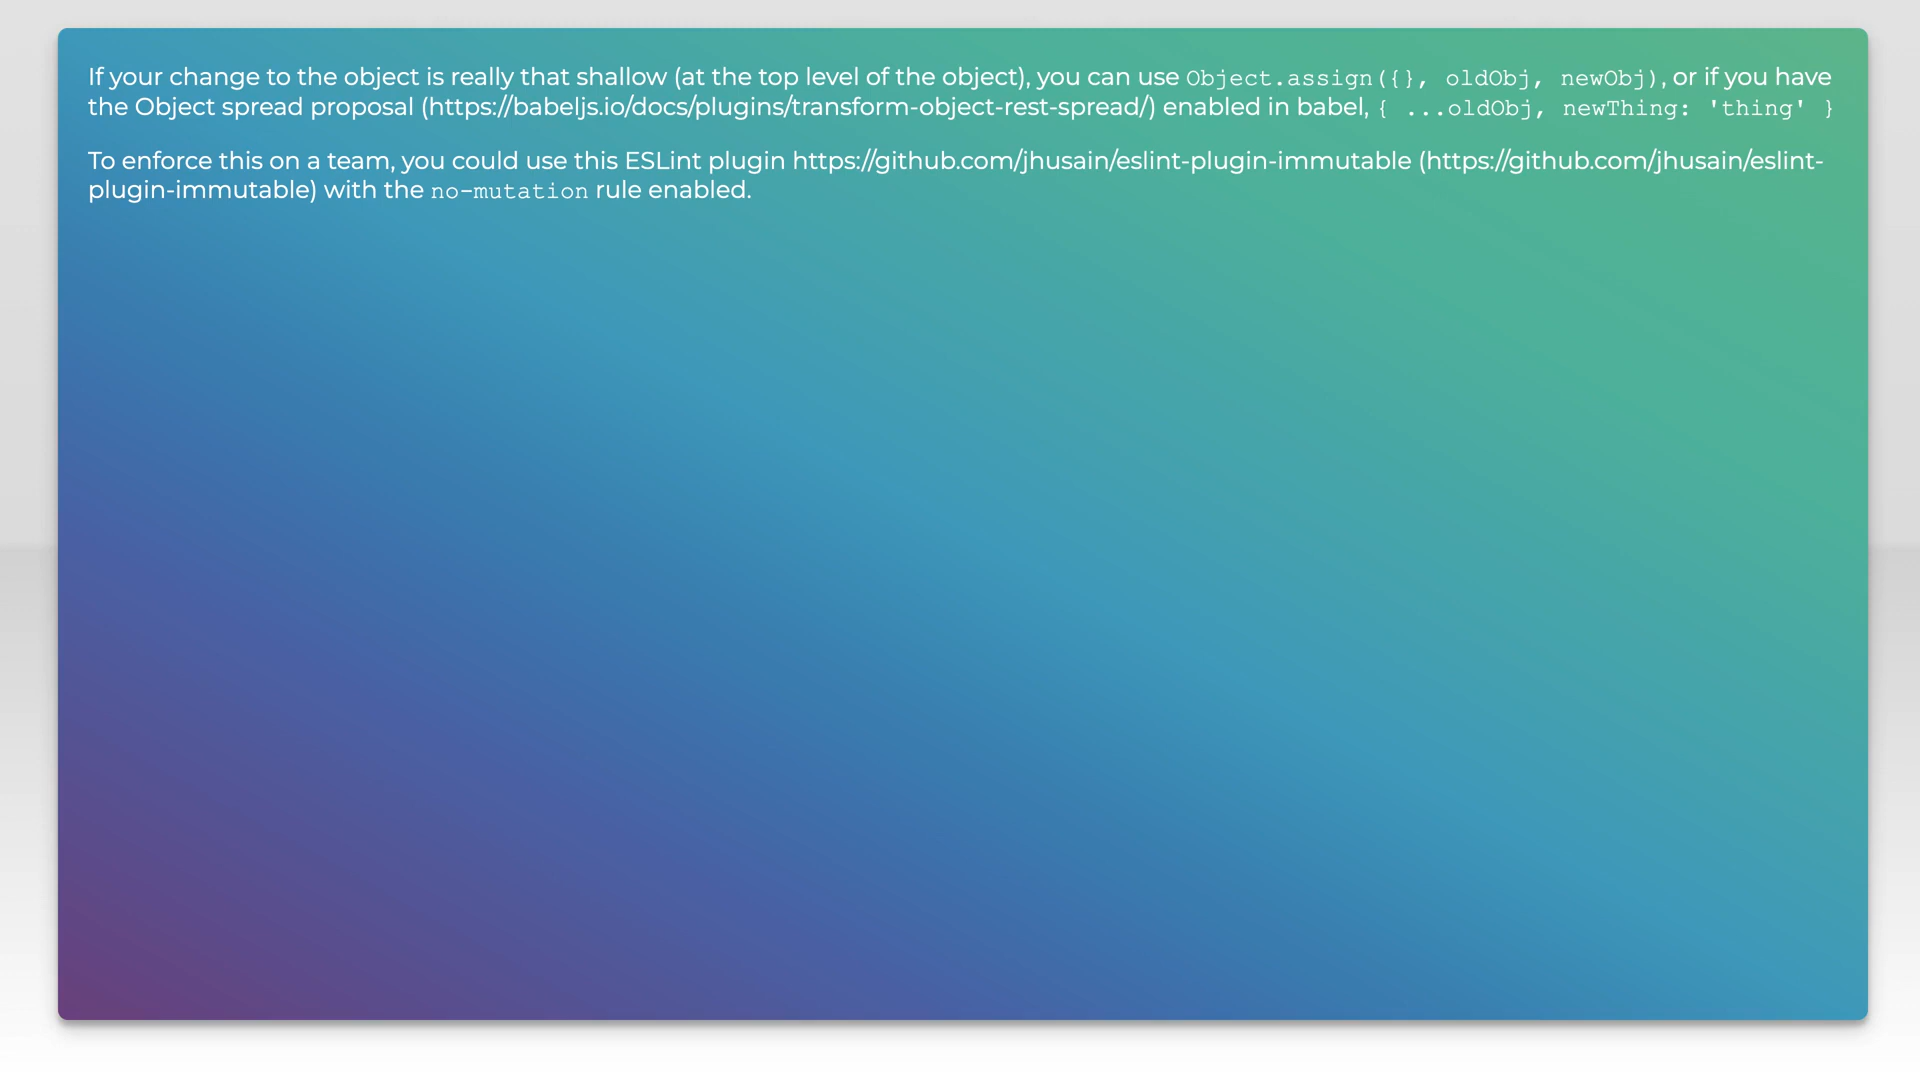 If your change to the object is really that shallow (at the top level of the object), you can use Object.assign({}, oldObj, newObj), or if you have
the Object spread proposal (https://babeljs.io/docs/plugins/transform-object-rest-spread/) enabled in babel, { ...oldObj, newThing: 'thing' }
To enforce this on a team, you could use this ESLint plugin https://github.com/jhusain/eslint-plugin-immutable (https://github.com/jhusain/eslint-
plugin-immutable) with the no-mutation rule enabled.